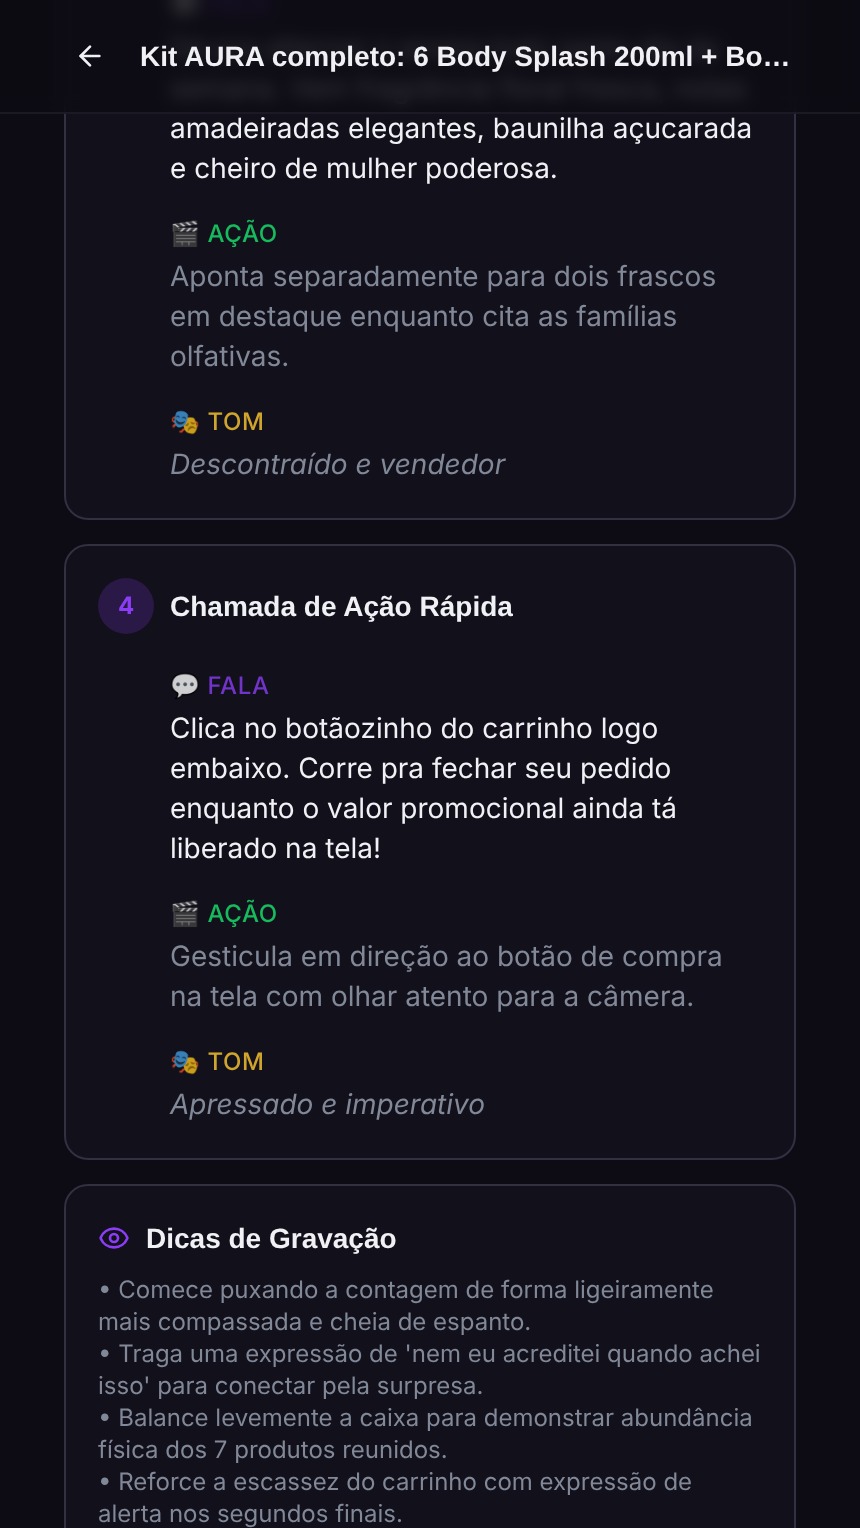 Kit AURA completo: 6 Body Splash 200ml + Bo...
amadeiradas elegantes, baunilha açucarada
e cheiro de mulher poderosa.
🎬 AÇÃO
Aponta separadamente para dois frascos
em destaque enquanto cita as famílias
olfativas.
🎭 TOM
Descontraído e vendedor
4 Chamada de Ação Rápida
💬 FALA
Clica no botãozinho do carrinho logo
embaixo. Corre pra fechar seu pedido
enquanto o valor promocional ainda tá
liberado na tela!
🎬 AÇÃO
Gesticula em direção ao botão de compra
na tela com olhar atento para a câmera.
🎭 TOM
Apressado e imperativo
Dicas de Gravação
• Comece puxando a contagem de forma ligeiramente
mais compassada e cheia de espanto.
• Traga uma expressão de 'nem eu acreditei quando achei
isso' para conectar pela surpresa.
• Balance levemente a caixa para demonstrar abundância
física dos 7 produtos reunidos.
• Reforce a escassez do carrinho com expressão de
alerta nos segundos finais.